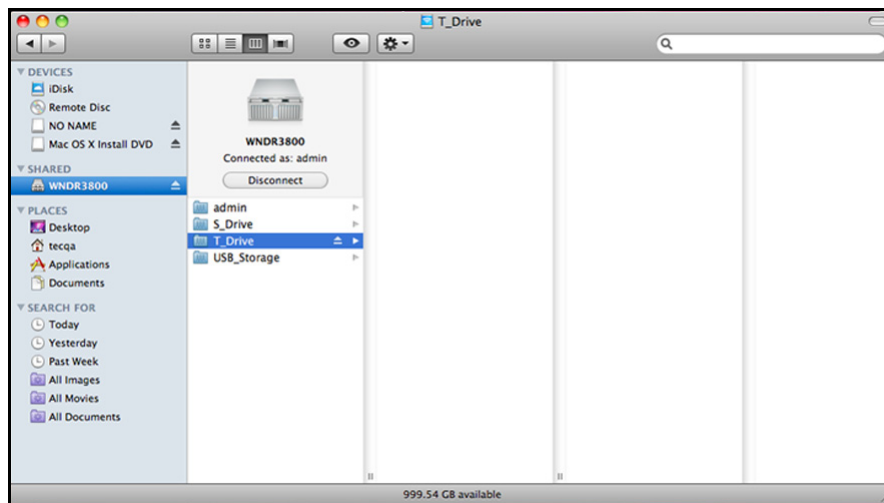 T_Drive
DEVICES
iDisk
Remote Disc
NO NAME
Mac OS X Install DVD
SHARED
WNDR3800
PLACES
Desktop
tecqa
Applications
Documents
SEARCH FOR
Today
Yesterday
Past Week
All Images
All Movies
All Documents
WNDR3800
Connected as: admin
Disconnect
admin
S_Drive
T_Drive
USB_Storage
999.54 GB available